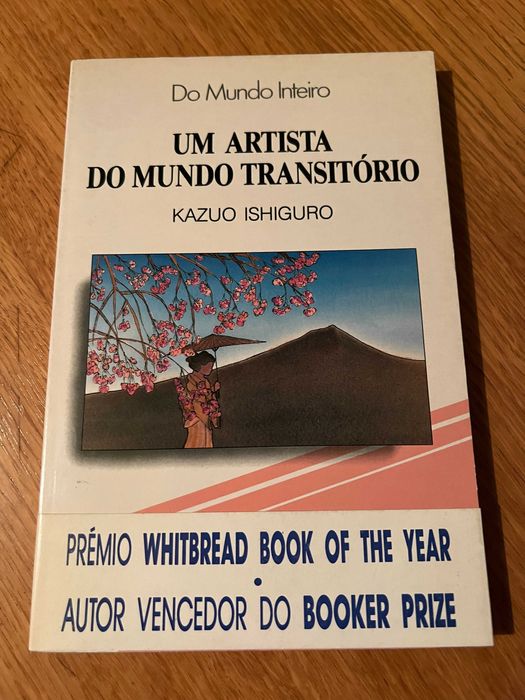 Do Mundo Inteiro
UM ARTISTA
DO MUNDO TRANSITÓRIO
KAZUO ISHIGURO
PRÉMIO WHITBREAD BOOK OF THE YEAR
•
AUTOR VENCEDOR DO BOOKER PRIZE